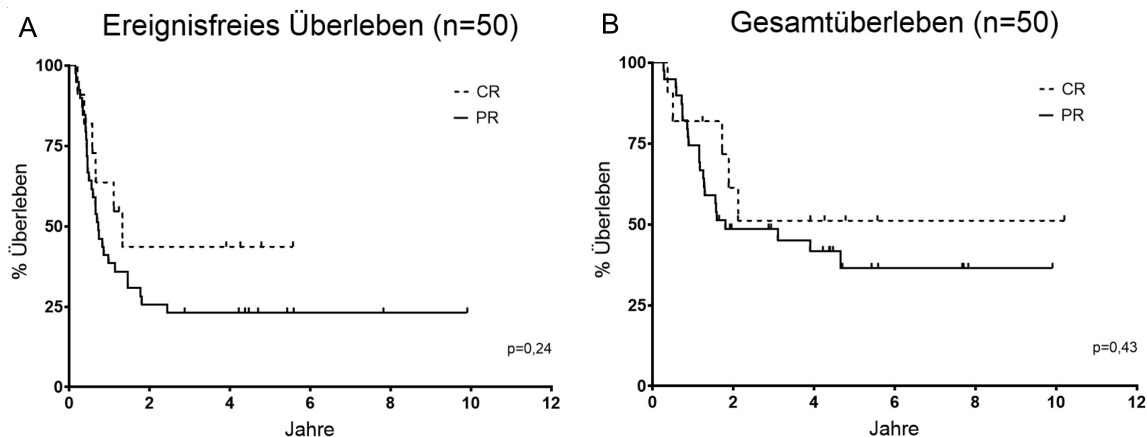 A
Ereignisfreies Überleben (n=50)
100
75
50
25
0
% Überleben
CR
PR
p=0,24
0 2 4 6 8 10 12
Jahre
B
Gesamtüberleben (n=50)
100
75
50
25
0
% Überleben
CR
PR
p=0,43
0 2 4 6 8 10 12
Jahre